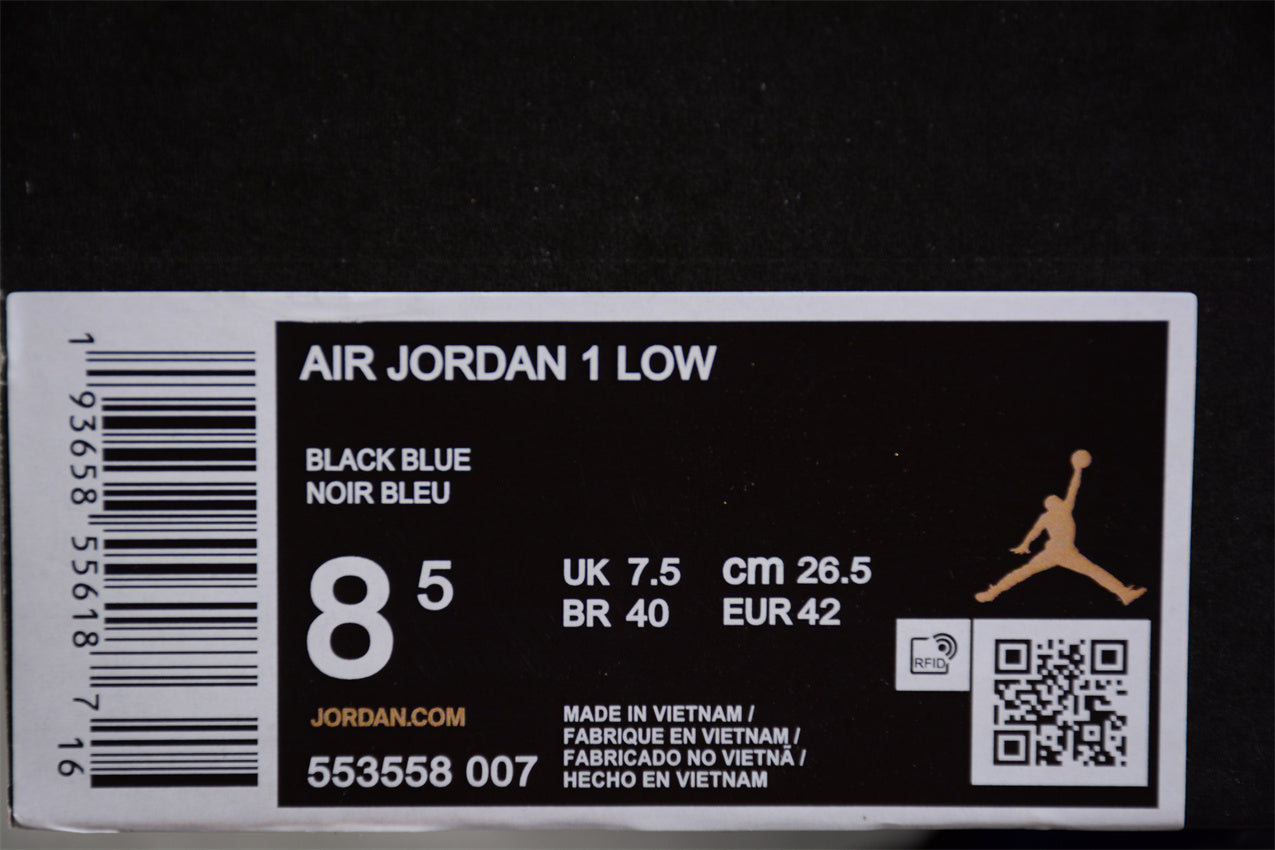 1 93658 55618 7 16
AIR JORDAN 1 LOW
BLACK BLUE
NOIR BLEU
8 5
UK 7.5 cm 26.5
BR 40 EUR 42
RFID
JORDAN.COM
553558 007
MADE IN VIETNAM /
FABRIQUE EN VIETNAM /
FABRICADO NO VIETNÃ /
HECHO EN VIETNAM